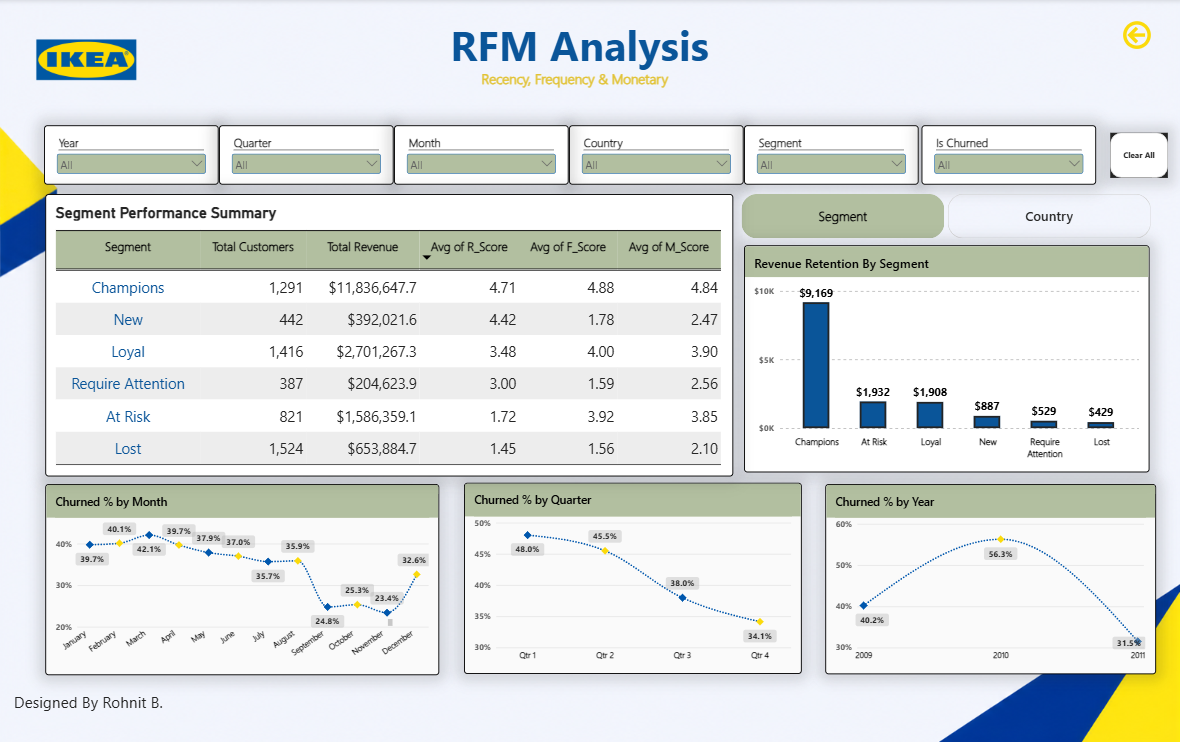 IKEA
RFM Analysis
Recency, Frequency & Monetary
Year Quarter Month Country Segment Is Churned
All All All All All All
Clear All
Segment Performance Summary
Segment Total Customers Total Revenue Avg of R_Score Avg of F_Score Avg of M_Score
Champions 1,291 $11,836,647.7 4.71 4.88 4.84
New 442 $392,021.6 4.42 1.78 2.47
Loyal 1,416 $2,701,267.3 3.48 4.00 3.90
Require Attention 387 $204,623.9 3.00 1.59 2.56
At Risk 821 $1,586,359.1 1.72 3.92 3.85
Lost 1,524 $653,884.7 1.45 1.56 2.10
Segment Country
Revenue Retention By Segment
$10K
$5K
$0K
$9,169 $1,932 $1,908 $887 $529 $429
Champions At Risk Loyal New Require Attention Lost
Churned % by Month
40%
30%
20%
39.7% 40.1% 42.1% 39.7% 37.9% 37.0% 35.7% 35.9% 24.8% 25.3% 23.4% 32.6%
January February March April May June July August September October November December
Churned % by Quarter
50%
45%
40%
35%
30%
48.0% 45.5% 38.0% 34.1%
Qtr 1 Qtr 2 Qtr 3 Qtr 4
Churned % by Year
60%
50%
40%
30%
40.2% 56.3% 31.5%
2009 2010 2011
Designed By Rohnit B.